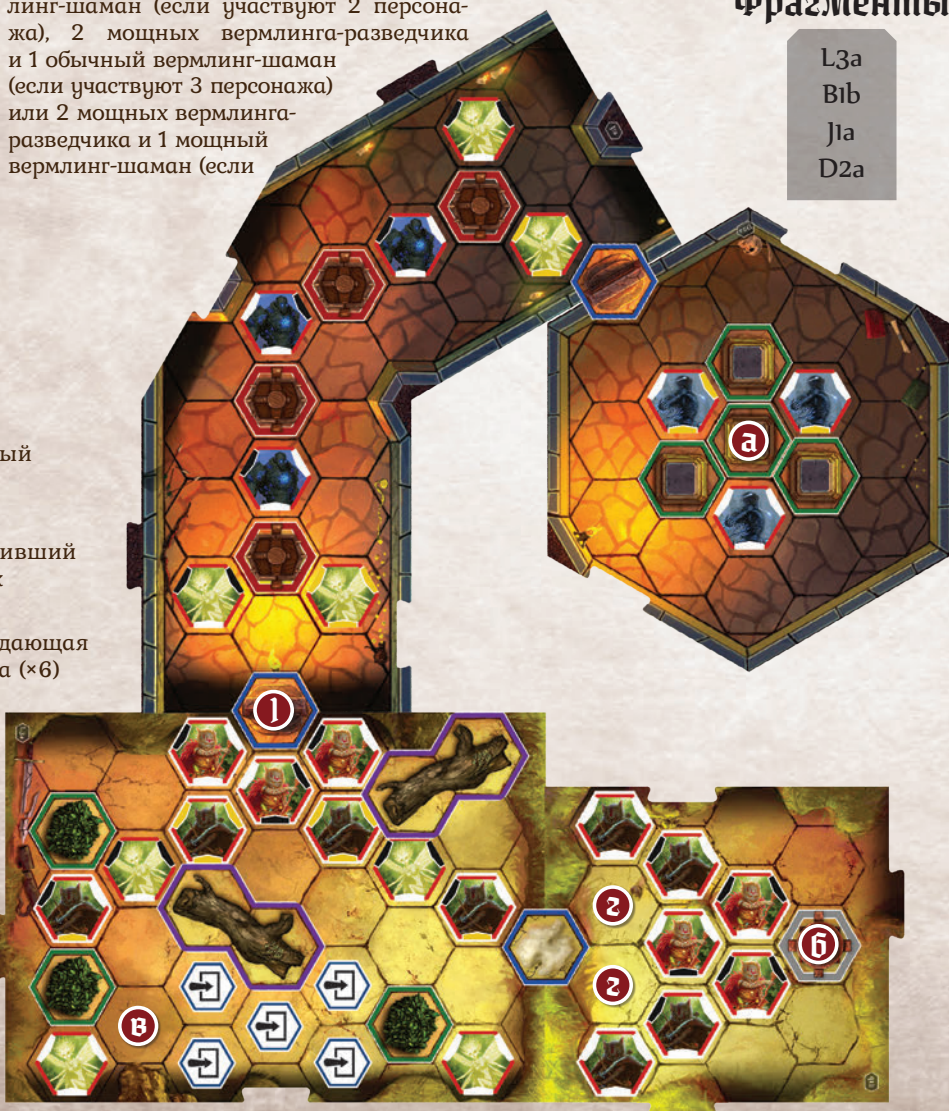 линг-шаман (если участвуют 2 персона-
жа), 2 мощных вермлинга-разведчика
и 1 обычный вермлинг-шаман
(если участвуют 3 персонажа)
или 2 мощных вермлинга-
разведчика и 1 мощный
вермлинг-шаман (если
фрагменты
L3a
B1b
J1a
D2a
ый
ивший
к
дающая
а (×6)
a
1
2
б
2
в